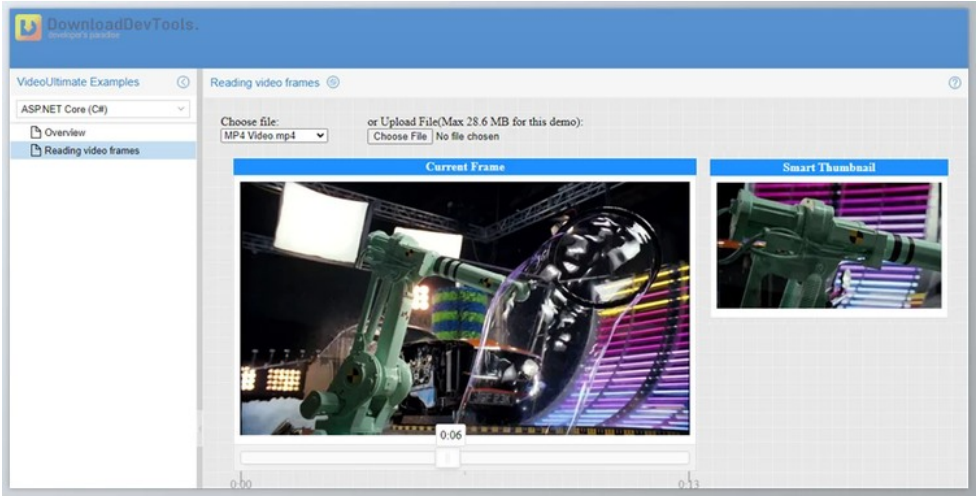 DownloadDevTools.
developer's paradise
VideoUltimate Examples
Reading video frames
ASP.NET Core (C#)
Overview
Reading video frames
Choose file:
or Upload File(Max 28.6 MB for this demo):
MP4 Video.mp4
Choose File No file chosen
Current Frame
Smart Thumbnail
0:06
0:00
0:13